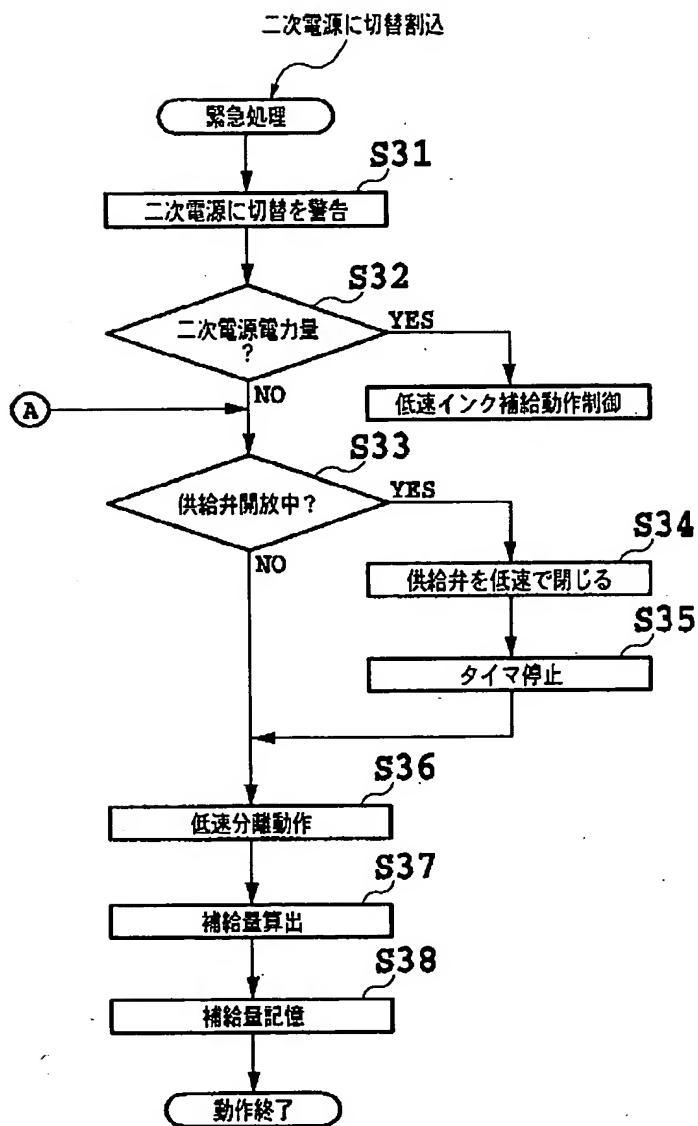 二次電源に切替割込
緊急処理
S31
二次電源に切替を警告
S32
二次電源電力量
?
YES
NO
低速インク補給動作制御
A
S33
供給弁開放中?
YES
NO
S34
供給弁を低速で閉じる
S35
タイマ停止
S36
低速分離動作
S37
補給量算出
S38
補給量記憶
動作終了